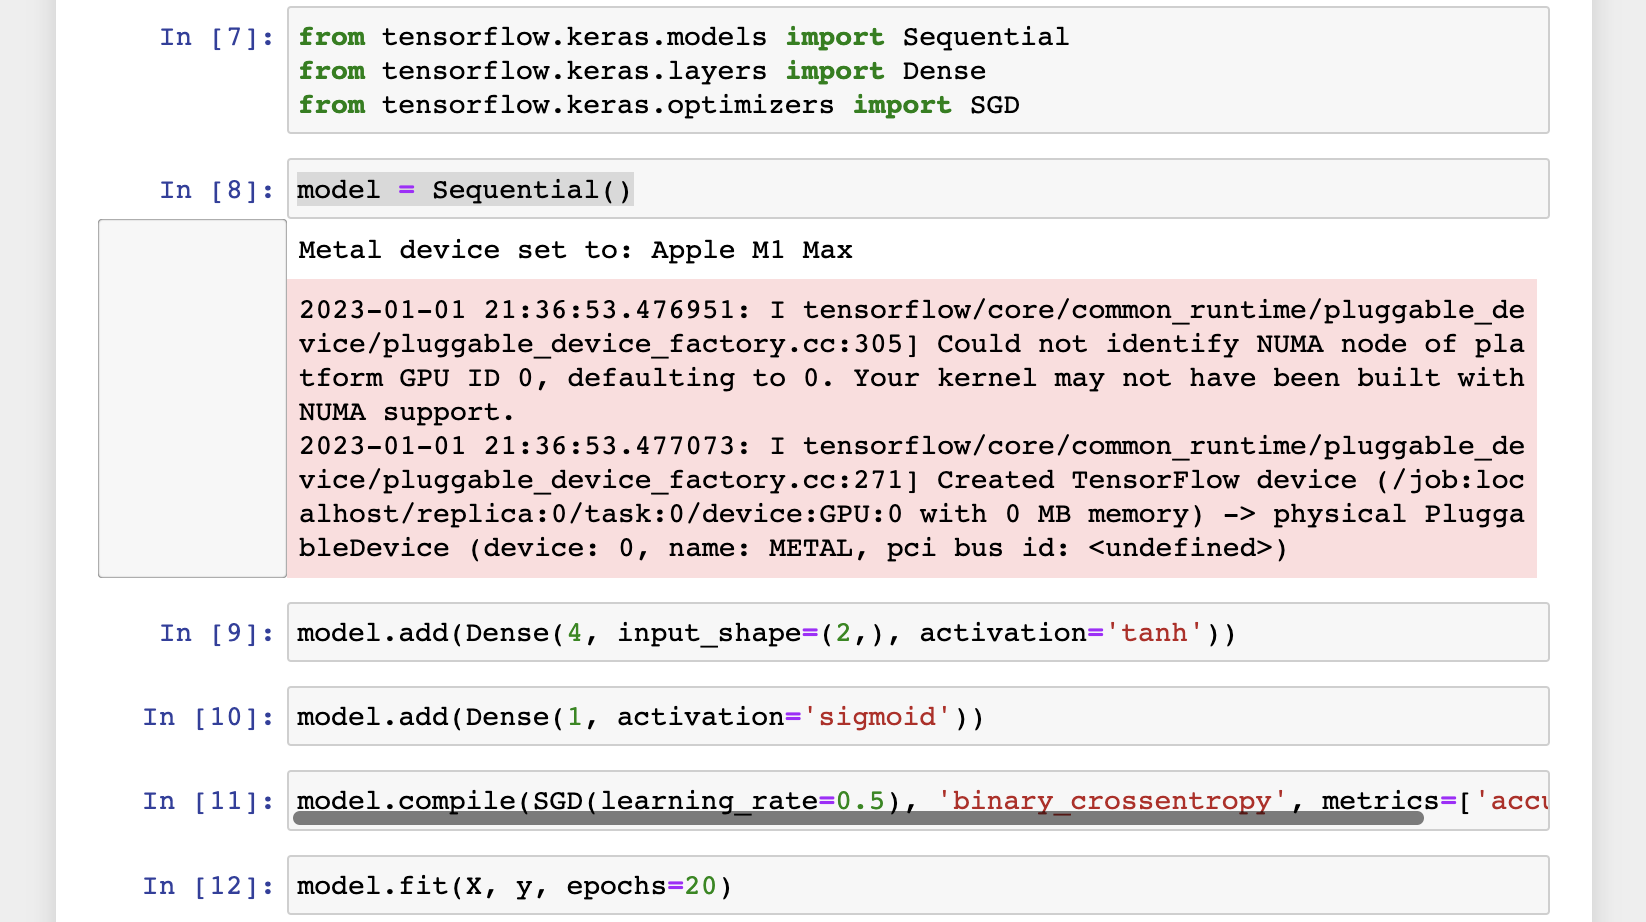 In [7]: from tensorflow.keras.models import Sequential
from tensorflow.keras.layers import Dense
from tensorflow.keras.optimizers import SGD
In [8]: model = Sequential()
Metal device set to: Apple M1 Max
2023-01-01 21:36:53.476951: I tensorflow/core/common_runtime/pluggable_de
vice/pluggable_device_factory.cc:305] Could not identify NUMA node of pla
tform GPU ID 0, defaulting to 0. Your kernel may not have been built with
NUMA support.
2023-01-01 21:36:53.477073: I tensorflow/core/common_runtime/pluggable_de
vice/pluggable_device_factory.cc:271] Created TensorFlow device (/job:loc
alhost/replica:0/task:0/device:GPU:0 with 0 MB memory) -> physical Plugga
bleDevice (device: 0, name: METAL, pci bus id: <undefined>)
In [9]: model.add(Dense(4, input_shape=(2,), activation='tanh'))
In [10]: model.add(Dense(1, activation='sigmoid'))
In [11]: model.compile(SGD(learning_rate=0.5), 'binary_crossentropy', metrics=['accu
In [12]: model.fit(X, y, epochs=20)